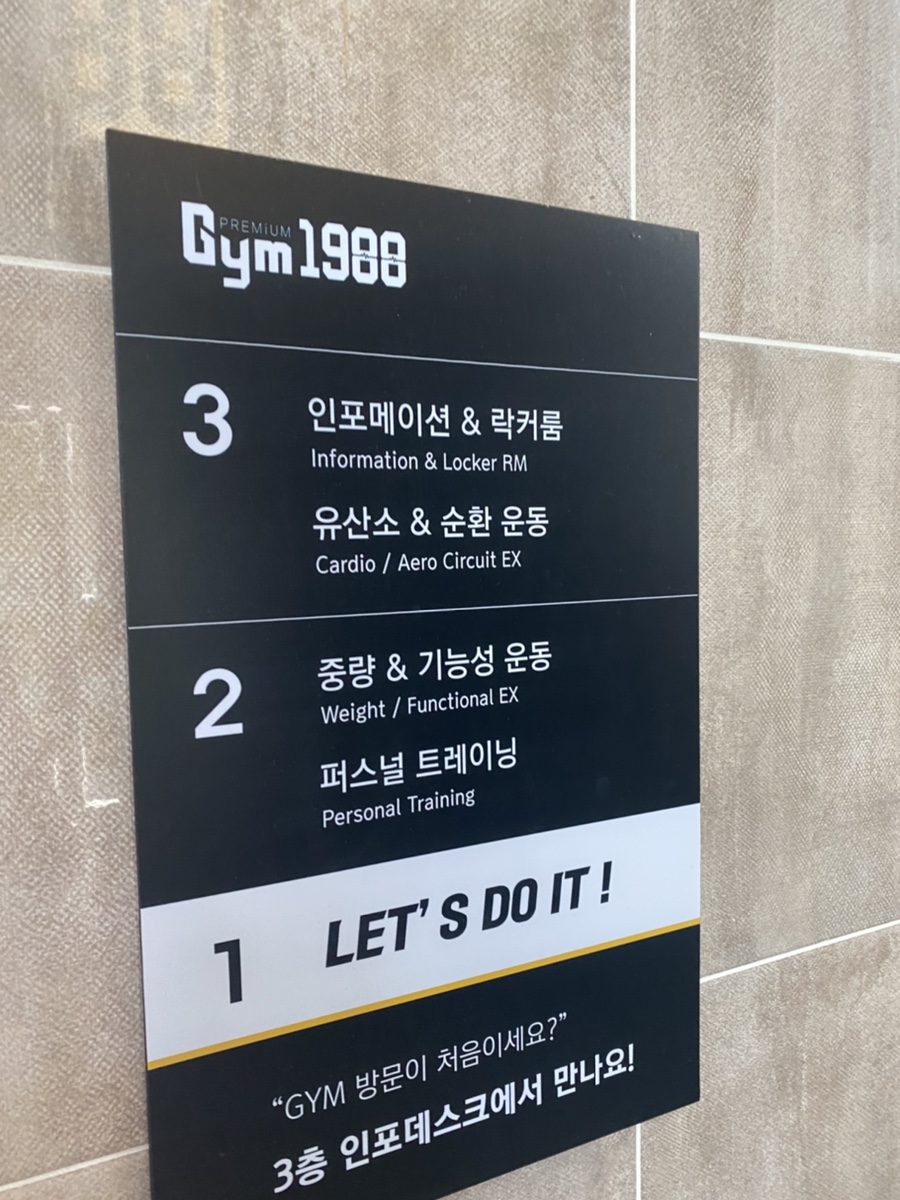 PREMIUM
Gym 1988
3
인포메이션 & 락커룸
Information & Locker RM
유산소 & 순환 운동
Cardio / Aero Circuit EX
2
중량 & 기능성 운동
Weight / Functional EX
퍼스널 트레이닝
Personal Training
1 LET'S DO IT !
“GYM 방문이 처음이세요?”
3층 인포데스크에서 만나요!